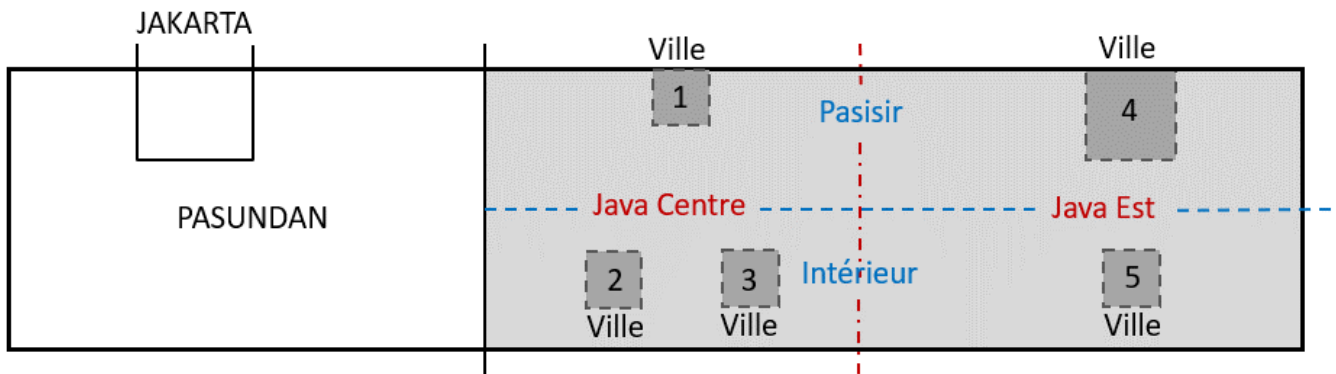 JAKARTA
Ville
Ville
1
4
Pasisir
PASUNDAN
Java Centre
Java Est
Intérieur
2
3
5
Ville
Ville
Ville